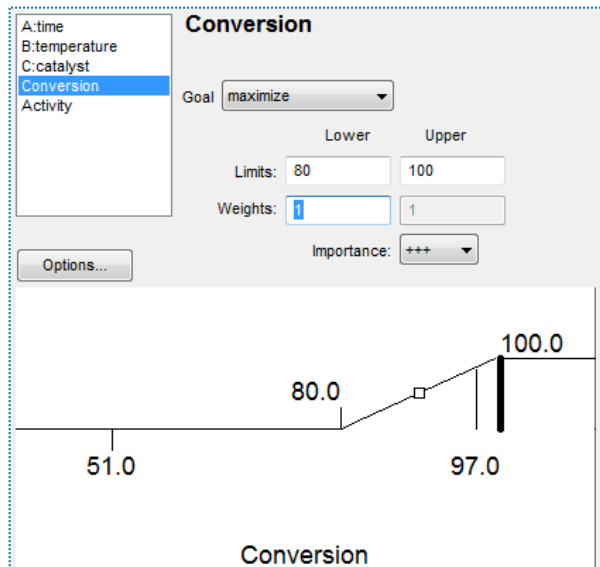 A:time
B:temperature
C:catalyst
Conversion
Activity
Conversion
Goal maximize
Lower Upper
Limits: 80 100
Weights: 1 1
Importance: +++
Options...
100.0
80.0
51.0 97.0
Conversion